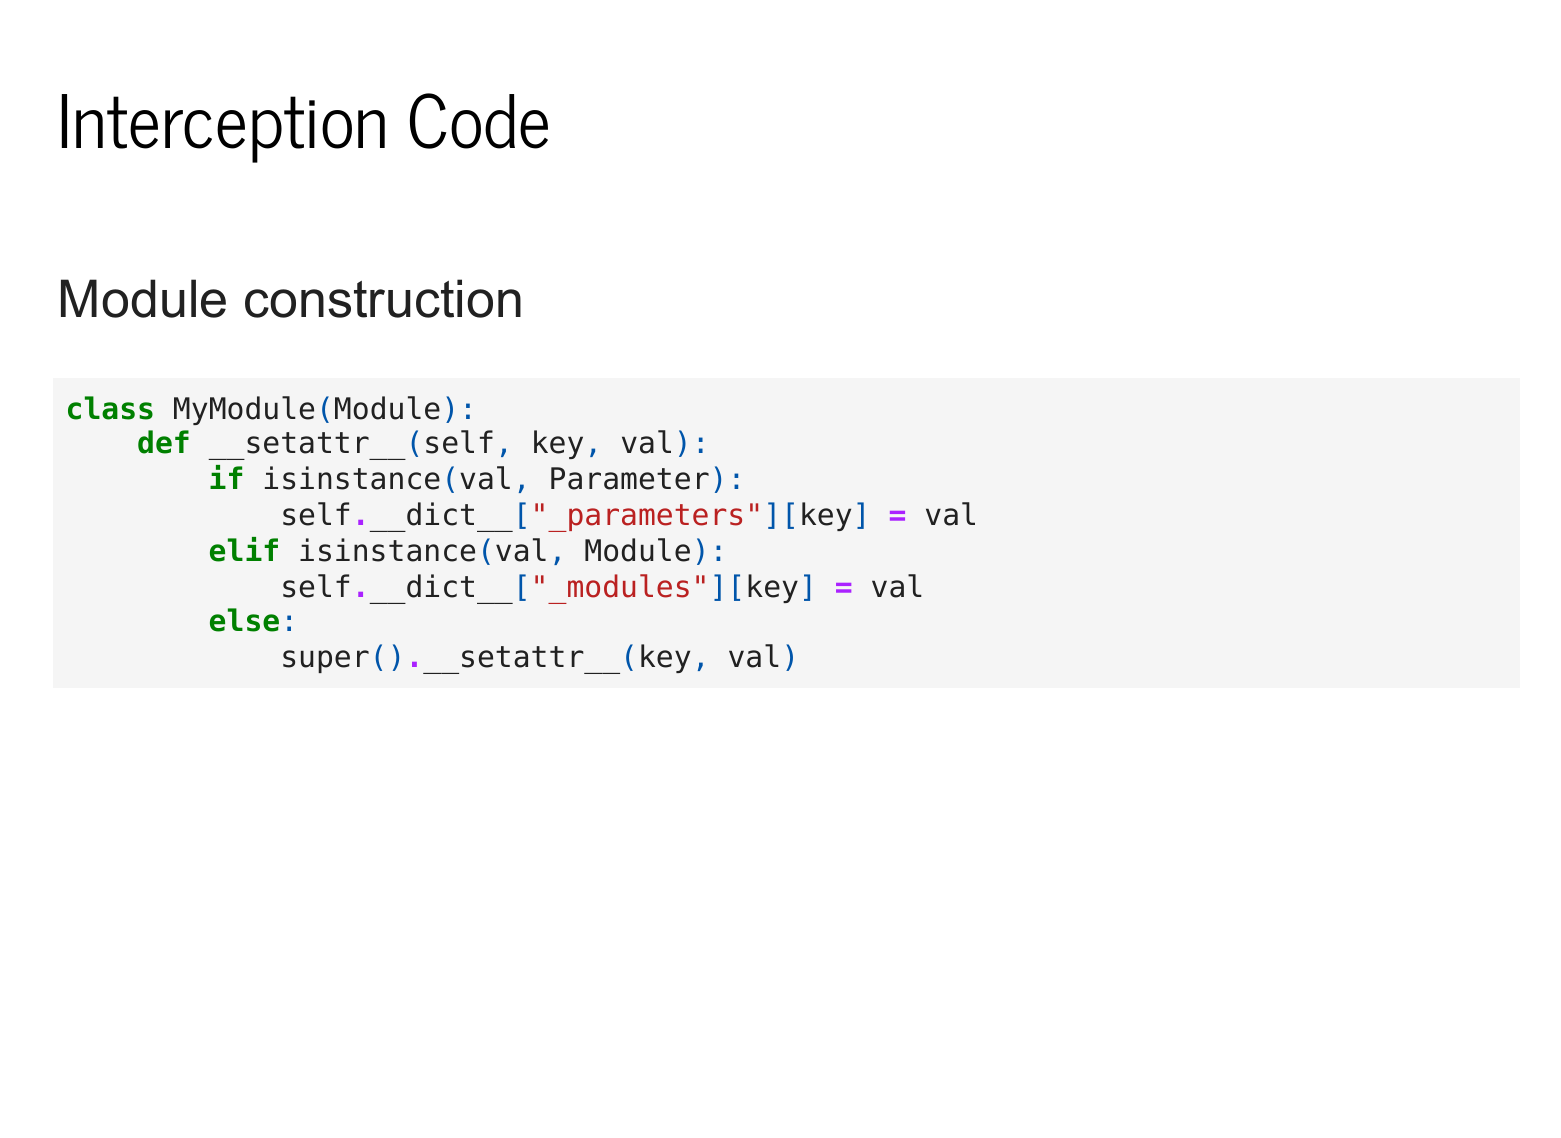 Interception Code
Module construction
class MyModule(Module):
    def __setattr__(self, key, val):
        if isinstance(val, Parameter):
            self.__dict__["_parameters"][key] = val
        elif isinstance(val, Module):
            self.__dict__["_modules"][key] = val
        else:
            super().__setattr__(key, val)